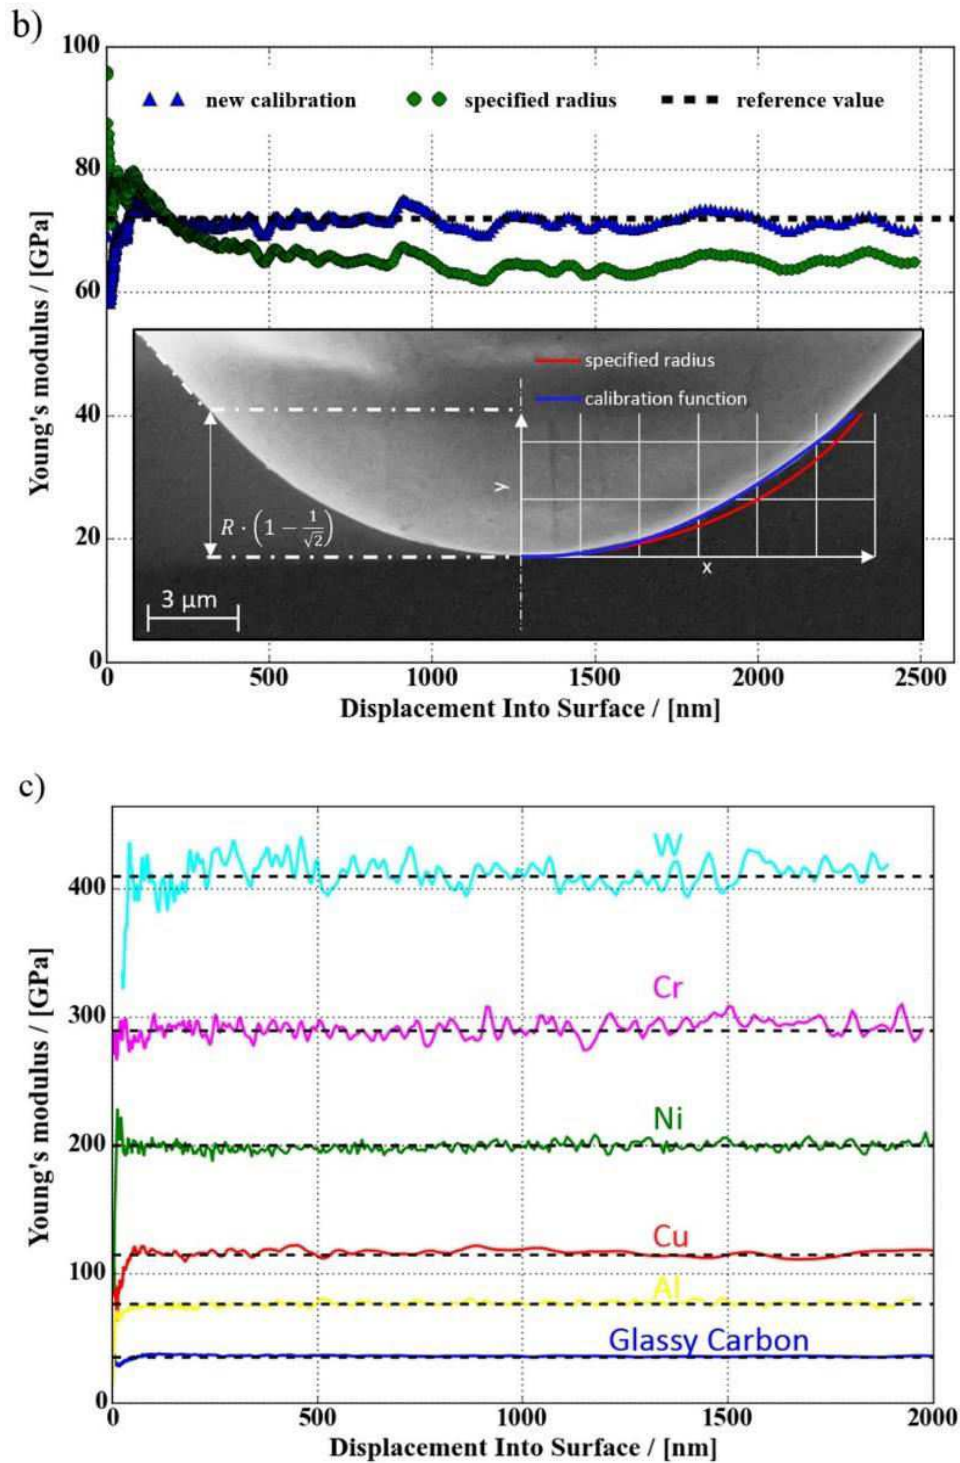 b)
100
80
60
40
20
0
Young's modulus / [GPa]
new calibration
specified radius
reference value
specified radius
calibration function
y
x
R · (1 − 1/√2)
3 μm
0 500 1000 1500 2000 2500
Displacement Into Surface / [nm]
c)
400
300
200
100
0
Young's modulus / [GPa]
W
Cr
Ni
Cu
Al
Glassy Carbon
0 500 1000 1500 2000
Displacement Into Surface / [nm]